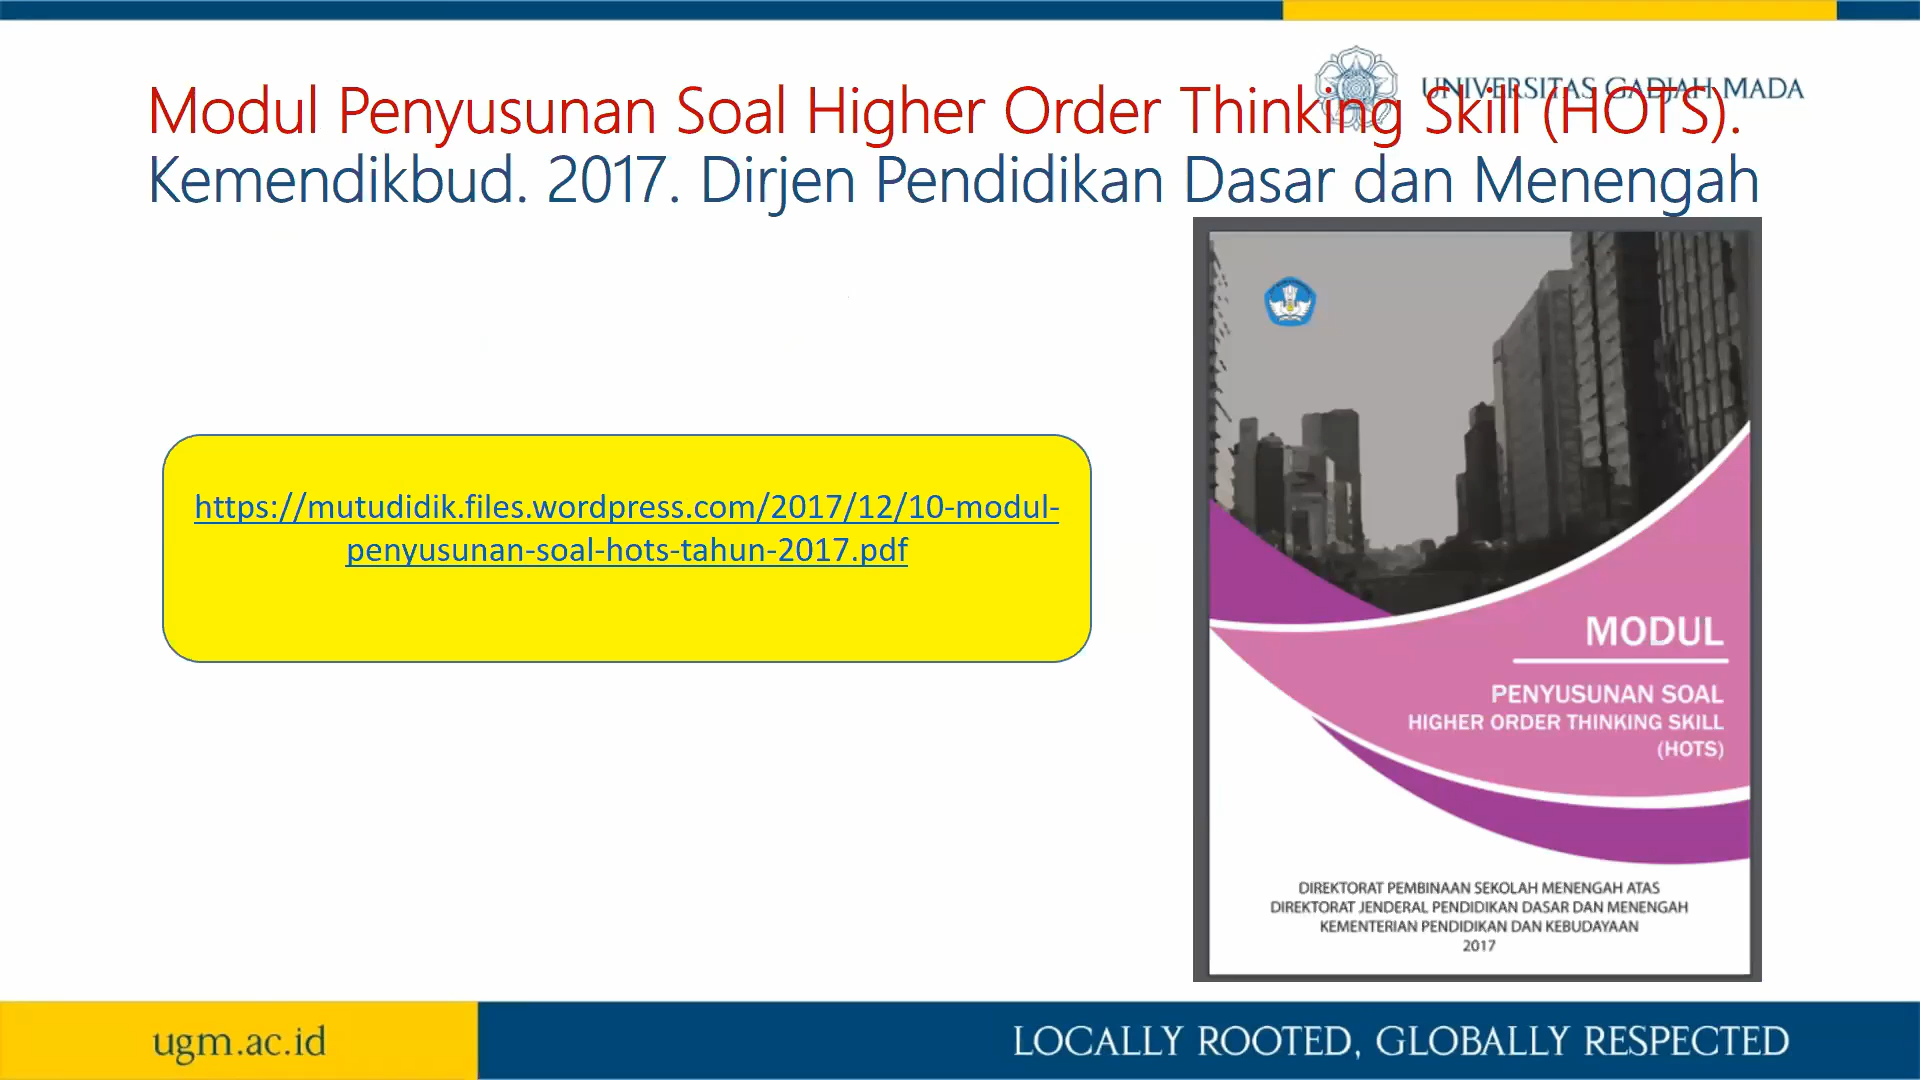 UNIVERSITAS GADJAH MADA
Modul Penyusunan Soal Higher Order Thinking Skill (HOTS).
Kemendikbud. 2017. Dirjen Pendidikan Dasar dan Menengah
https://mutudidik.files.wordpress.com/2017/12/10-modul-
penyusunan-soal-hots-tahun-2017.pdf
MODUL
PENYUSUNAN SOAL
HIGHER ORDER THINKING SKILL
(HOTS)
DIREKTORAT PEMBINAAN SEKOLAH MENENGAH ATAS
DIREKTORAT JENDERAL PENDIDIKAN DASAR DAN MENENGAH
KEMENTERIAN PENDIDIKAN DAN KEBUDAYAAN
2017
ugm.ac.id
LOCALLY ROOTED, GLOBALLY RESPECTED